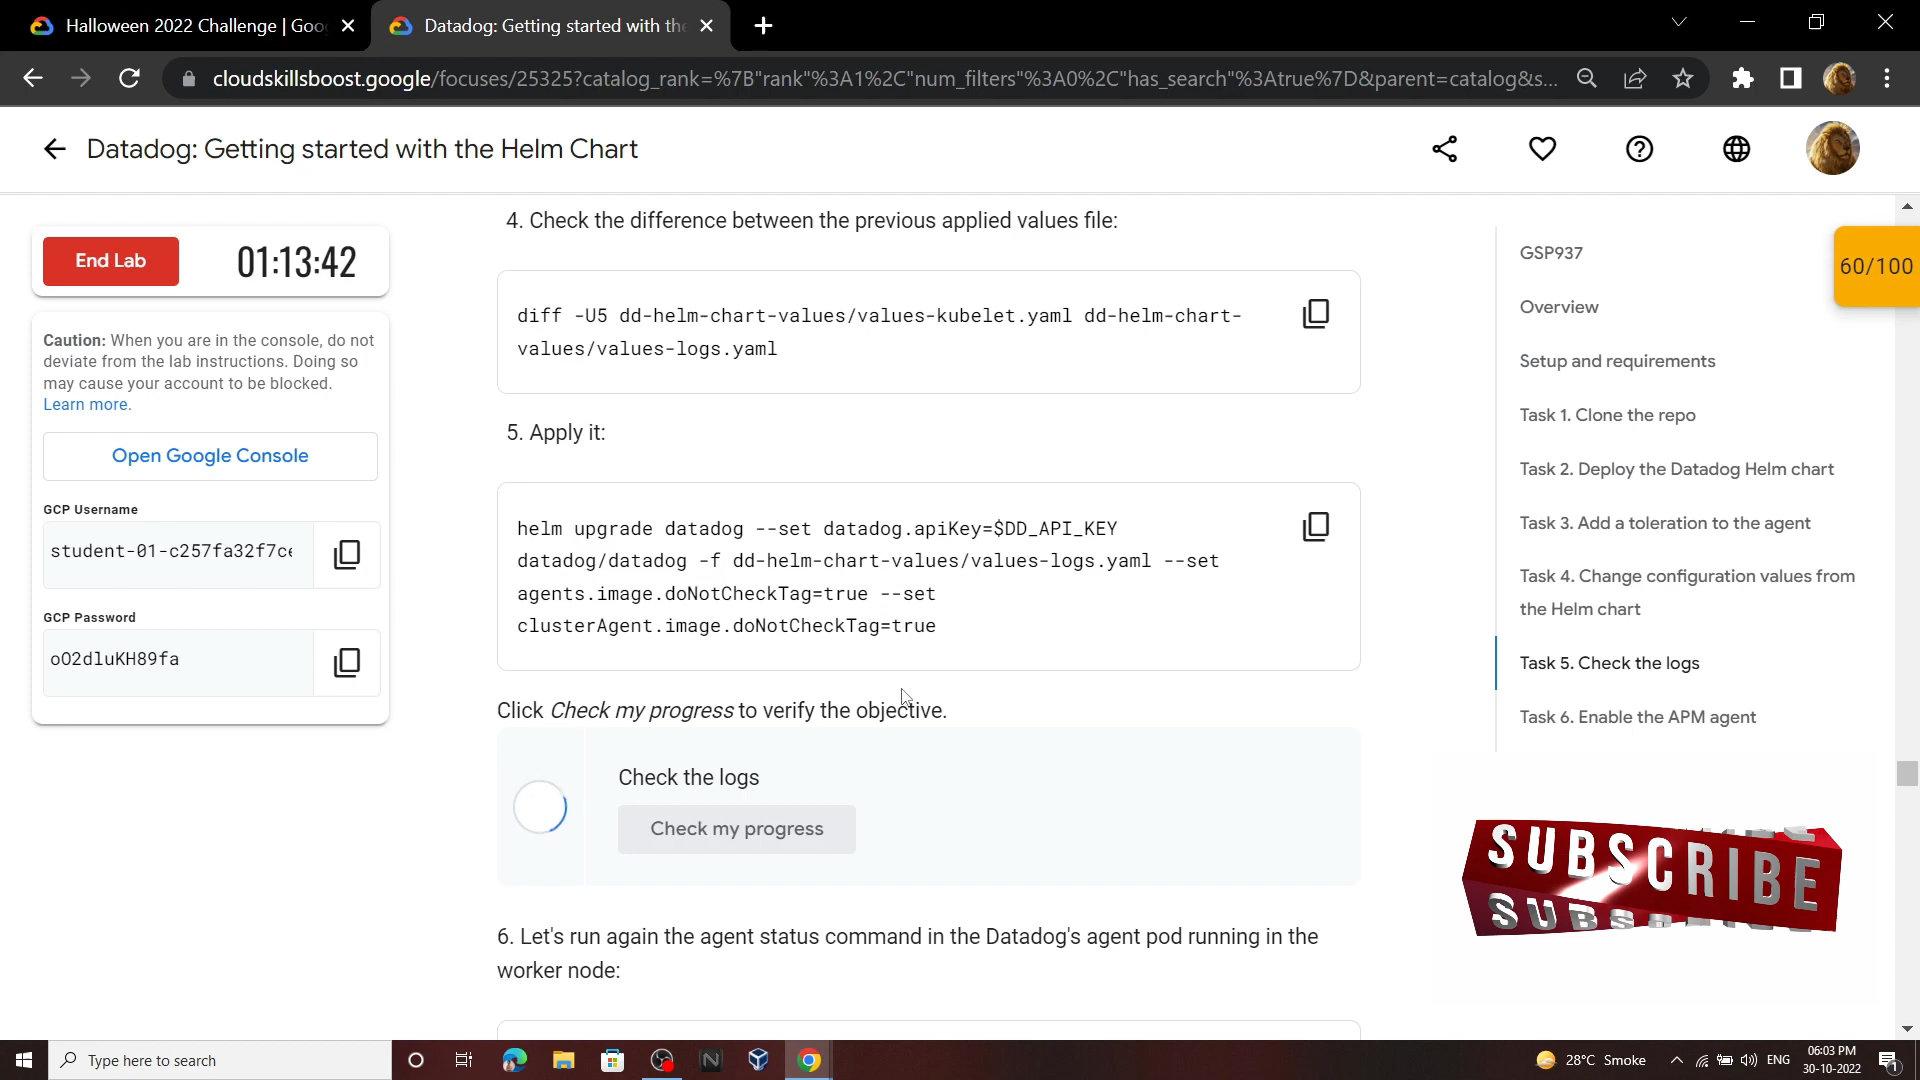 Halloween 2022 Challenge | Goo
Datadog: Getting started with the
cloudskillsboost.google/focuses/25325?catalog_rank=%7B"rank"%3A1%2C"num_filters"%3A0%2C"has_search"%3Atrue%7D&parent=catalog&s...
Datadog: Getting started with the Helm Chart
End Lab
01:13:42
Caution: When you are in the console, do not
deviate from the lab instructions. Doing so
may cause your account to be blocked.
Learn more.
Open Google Console
GCP Username
student-01-c257fa32f7ce
GCP Password
oO2dluKH89fa
4. Check the difference between the previous applied values file:
diff -U5 dd-helm-chart-values/values-kubelet.yaml dd-helm-chart-
values/values-logs.yaml
5. Apply it:
helm upgrade datadog --set datadog.apiKey=$DD_API_KEY
datadog/datadog -f dd-helm-chart-values/values-logs.yaml --set
agents.image.doNotCheckTag=true --set
clusterAgent.image.doNotCheckTag=true
Click Check my progress to verify the objective.
Check the logs
Check my progress
6. Let's run again the agent status command in the Datadog's agent pod running in the
worker node:
60/100
GSP937
Overview
Setup and requirements
Task 1. Clone the repo
Task 2. Deploy the Datadog Helm chart
Task 3. Add a toleration to the agent
Task 4. Change configuration values from
the Helm chart
Task 5. Check the logs
Task 6. Enable the APM agent
SUBSCRIBE
Type here to search
28°C Smoke
ENG
06:03 PM
30-10-2022
1